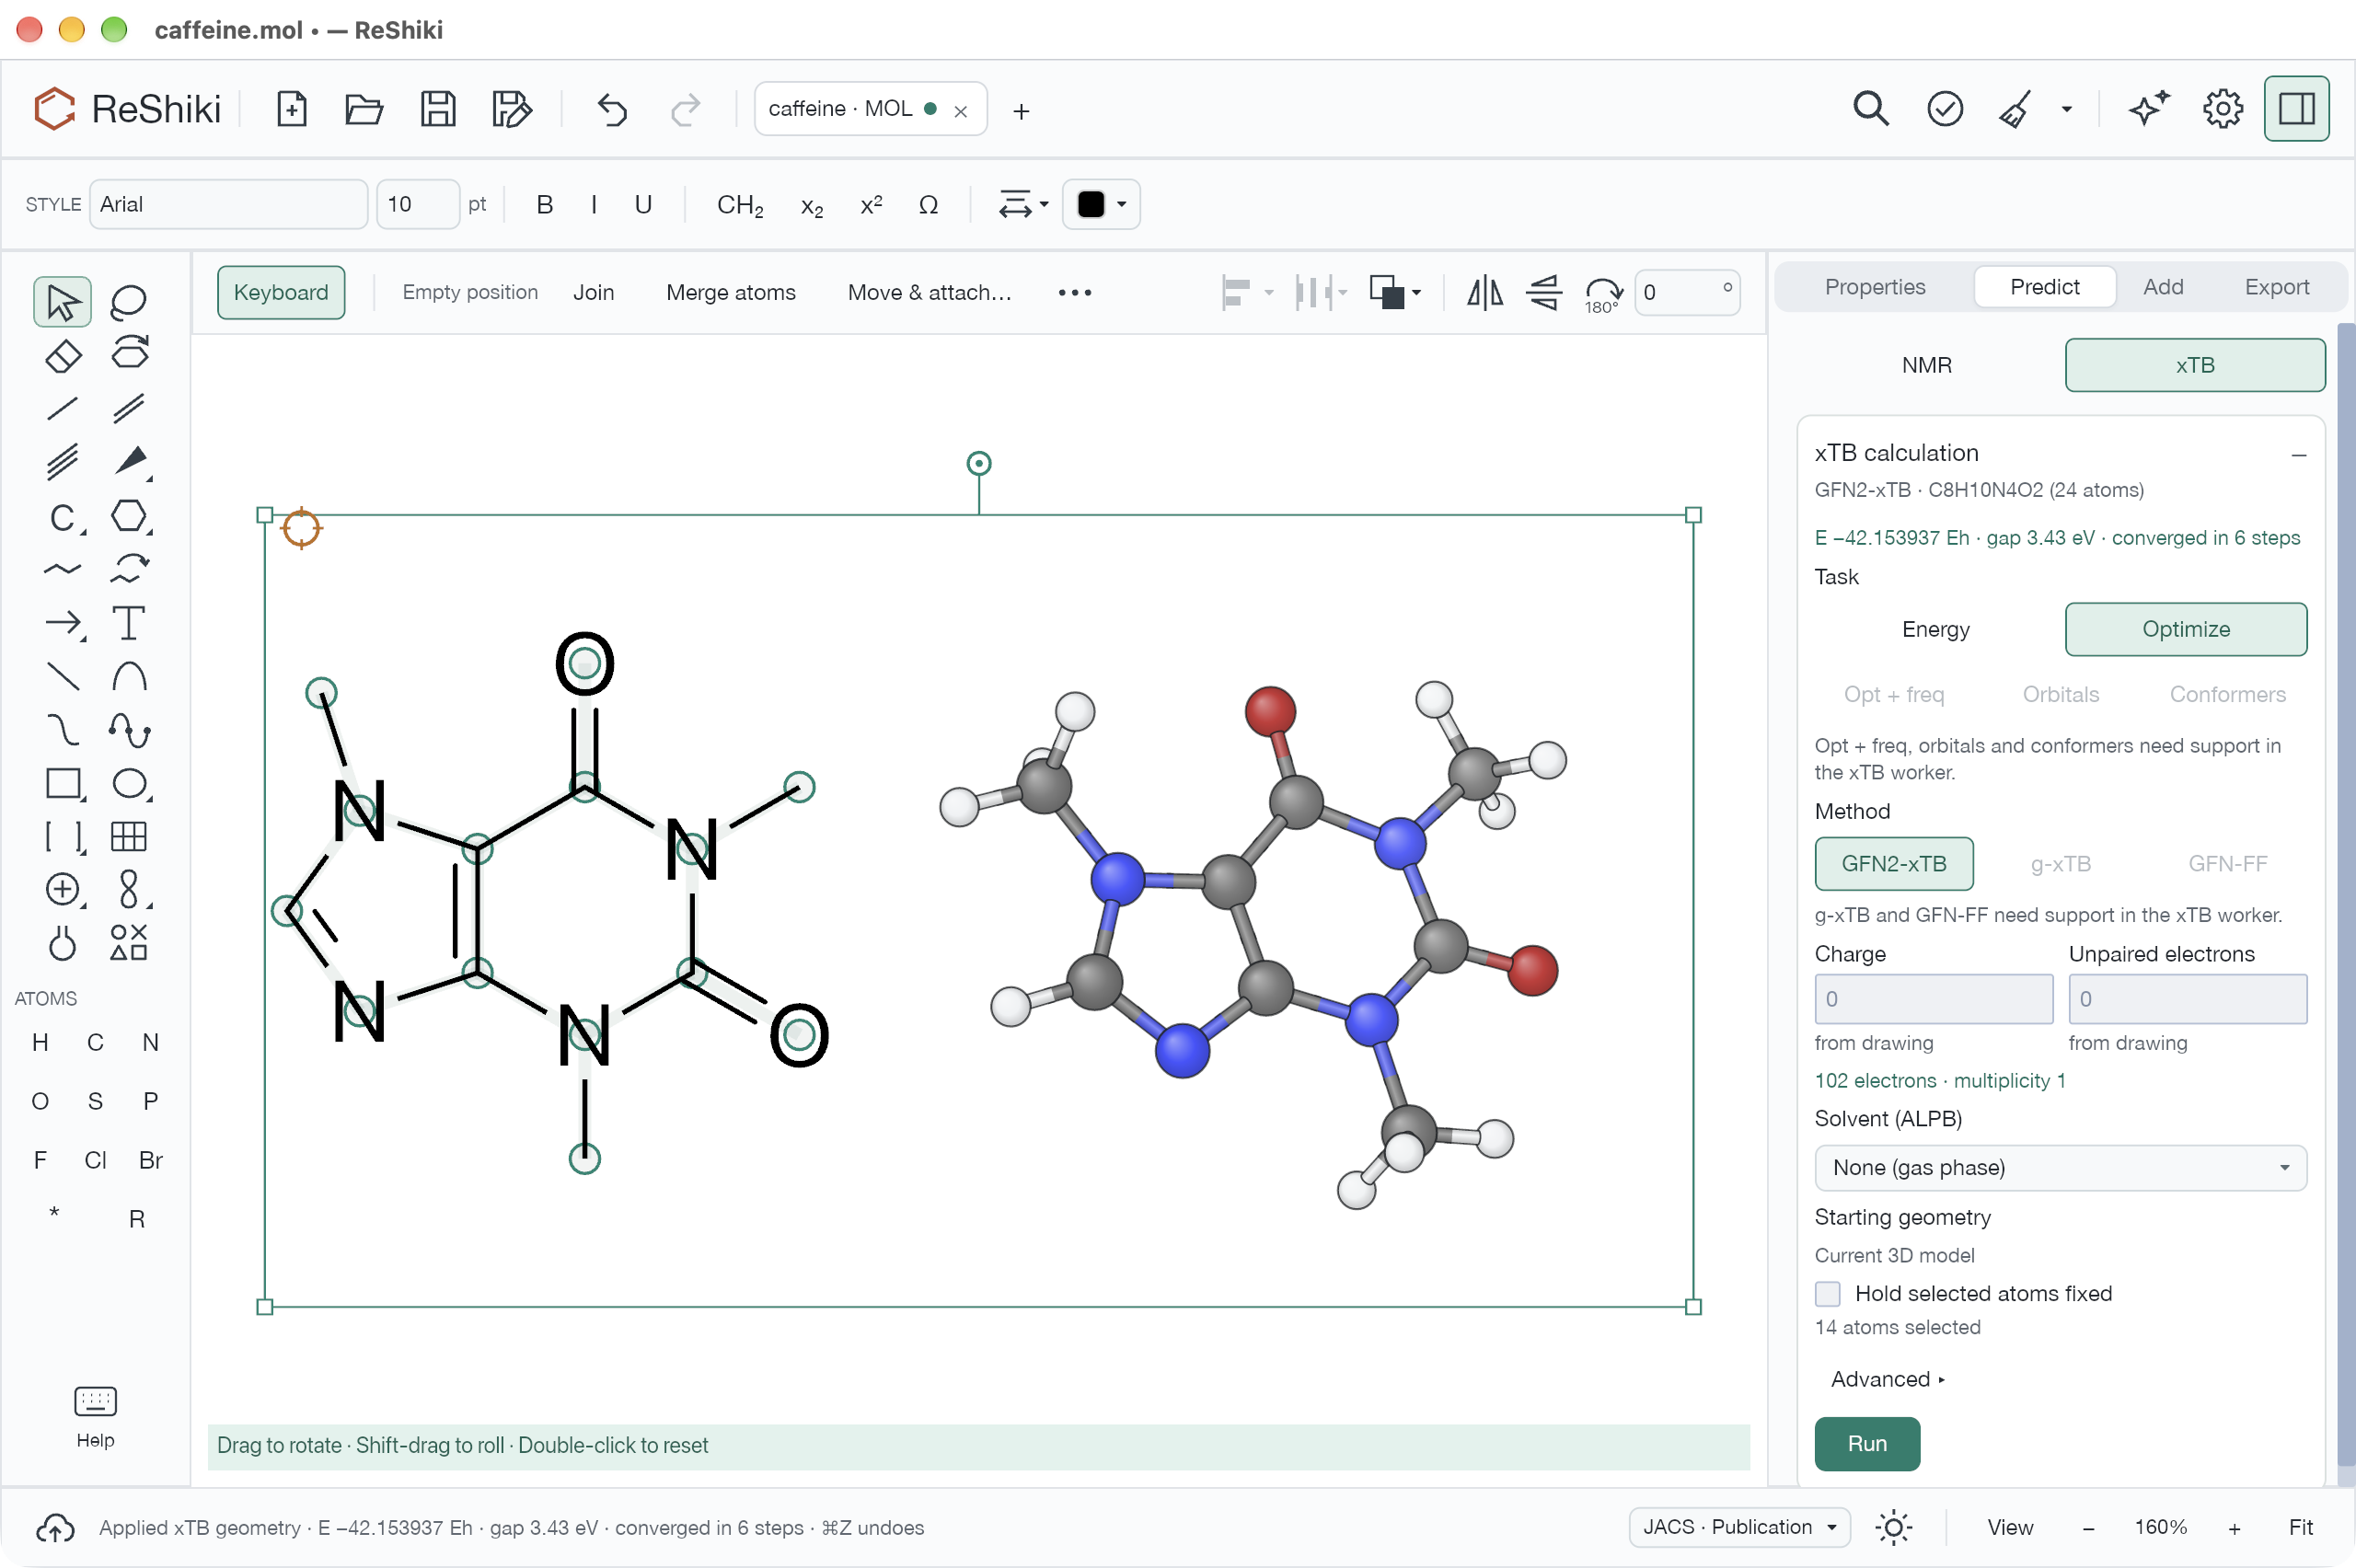 caffeine.mol • — ReShiki
ReShiki
caffeine · MOL
STYLE Arial 10 pt B I U CH₂ x₂ x² Ω
Keyboard Empty position Join Merge atoms Move & attach... 180° 0 °
Properties Predict Add Export
NMR xTB
xTB calculation
GFN2-xTB · C8H10N4O2 (24 atoms)
E −42.153937 Eh · gap 3.43 eV · converged in 6 steps
Task
Energy Optimize
Opt + freq Orbitals Conformers
Opt + freq, orbitals and conformers need support in
the xTB worker.
Method
GFN2-xTB g-xTB GFN-FF
g-xTB and GFN-FF need support in the xTB worker.
Charge Unpaired electrons
0 0
from drawing from drawing
102 electrons · multiplicity 1
Solvent (ALPB)
None (gas phase)
Starting geometry
Current 3D model
Hold selected atoms fixed
14 atoms selected
Advanced
Run
C
T
ATOMS
H C N
O S P
F Cl Br
* R
Help
O
N
N
N
N
O
Drag to rotate · Shift-drag to roll · Double-click to reset
Applied xTB geometry · E −42.153937 Eh · gap 3.43 eV · converged in 6 steps · ⌘Z undoes
JACS · Publication View − 160% + Fit